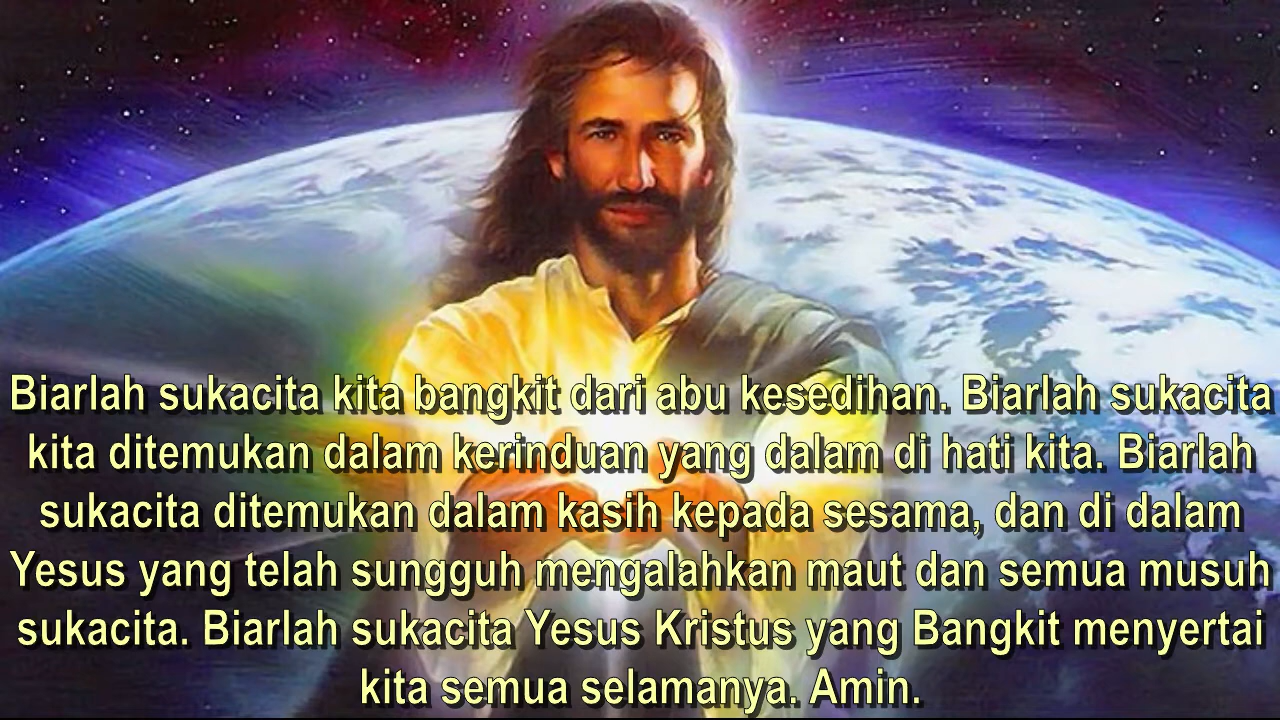 Biarlah sukacita kita bangkit dari abu kesedihan. Biarlah sukacita
kita ditemukan dalam kerinduan yang dalam di hati kita. Biarlah
sukacita ditemukan dalam kasih kepada sesama, dan di dalam
Yesus yang telah sungguh mengalahkan maut dan semua musuh
sukacita. Biarlah sukacita Yesus Kristus yang Bangkit menyertai
kita semua selamanya. Amin.